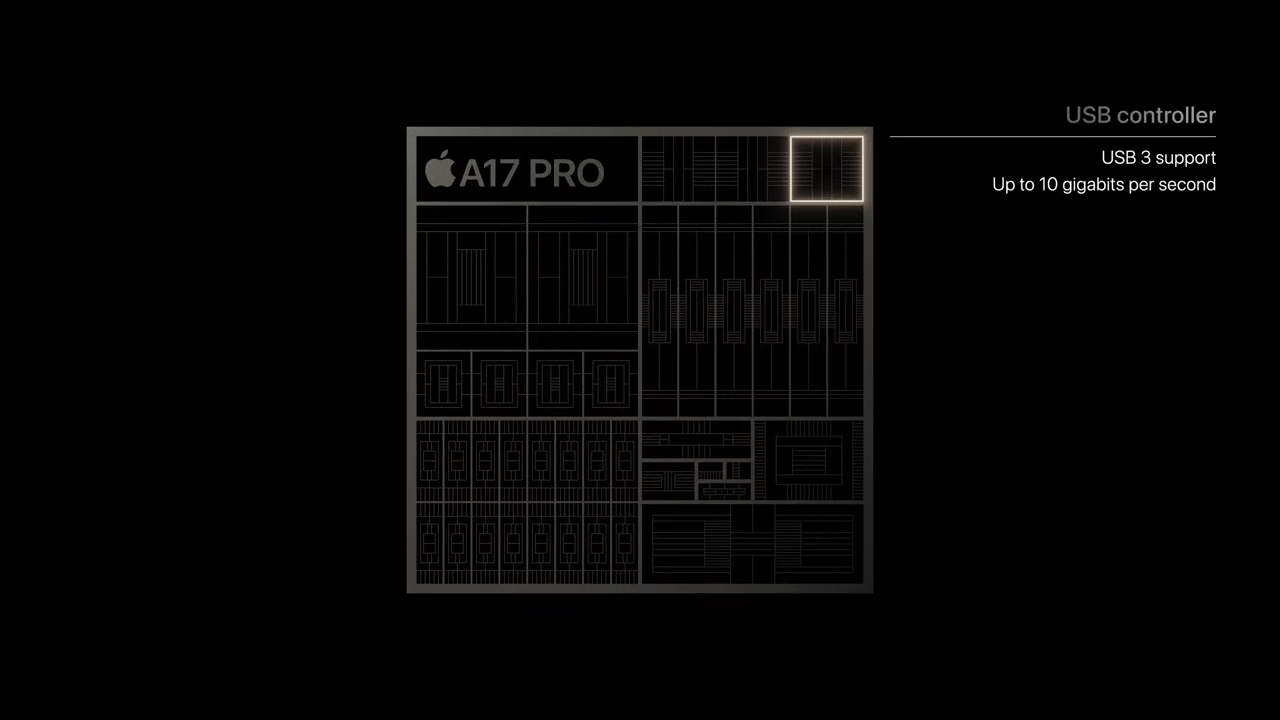 A17 PRO
USB controller
USB 3 support
Up to 10 gigabits per second